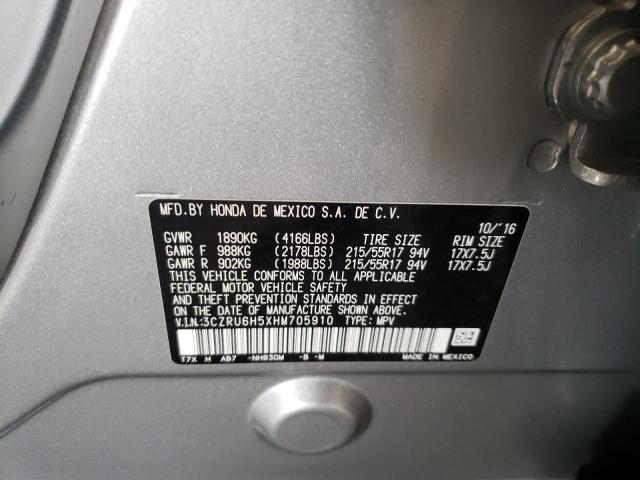 MFD.BY HONDA DE MEXICO S.A. DE C.V.
10/'16
GVWR 1890KG (4166LBS) TIRE SIZE RIM SIZE
GAWR F 988KG (2178LBS) 215/55R17 94V 17X7.5J
GAWR R 902KG (1988LBS) 215/55R17 94V 17X7.5J
THIS VEHICLE CONFORMS TO ALL APPLICABLE
FEDERAL MOTOR VEHICLE SAFETY
AND THEFT PREVENTION STANDARDS IN EFFECT
ON THE DATE OF MANUFACTURE SHOWN ABOVE.
V.I.N:3CZRU6H5XHM705910 TYPE: MPV
T7X H AB7 -NH830M -B -M MADE IN MEXICO